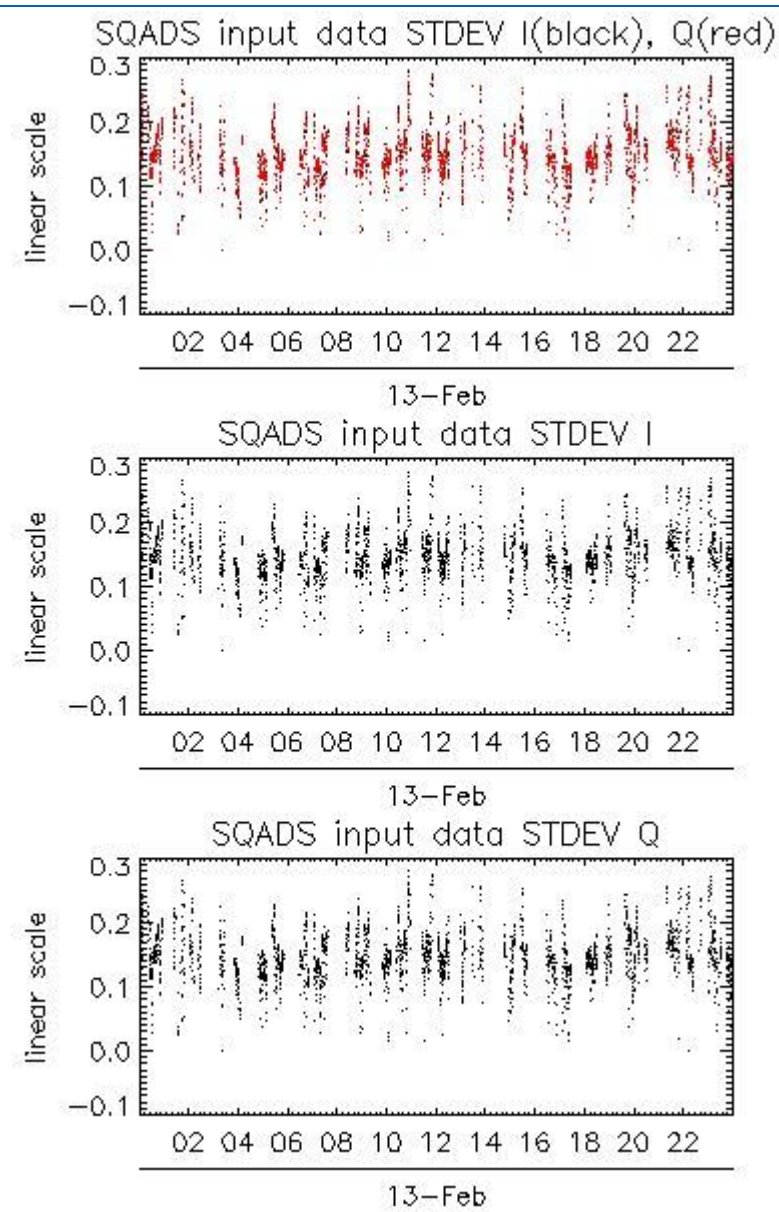 SQADS input data STDEV I(black), Q(red)
0.3
0.2
0.1
0.0
−0.1
linear scale
02 04 06 08 10 12 14 16 18 20 22
13−Feb
SQADS input data STDEV I
0.3
0.2
0.1
0.0
−0.1
linear scale
02 04 06 08 10 12 14 16 18 20 22
13−Feb
SQADS input data STDEV Q
0.3
0.2
0.1
0.0
−0.1
linear scale
02 04 06 08 10 12 14 16 18 20 22
13−Feb